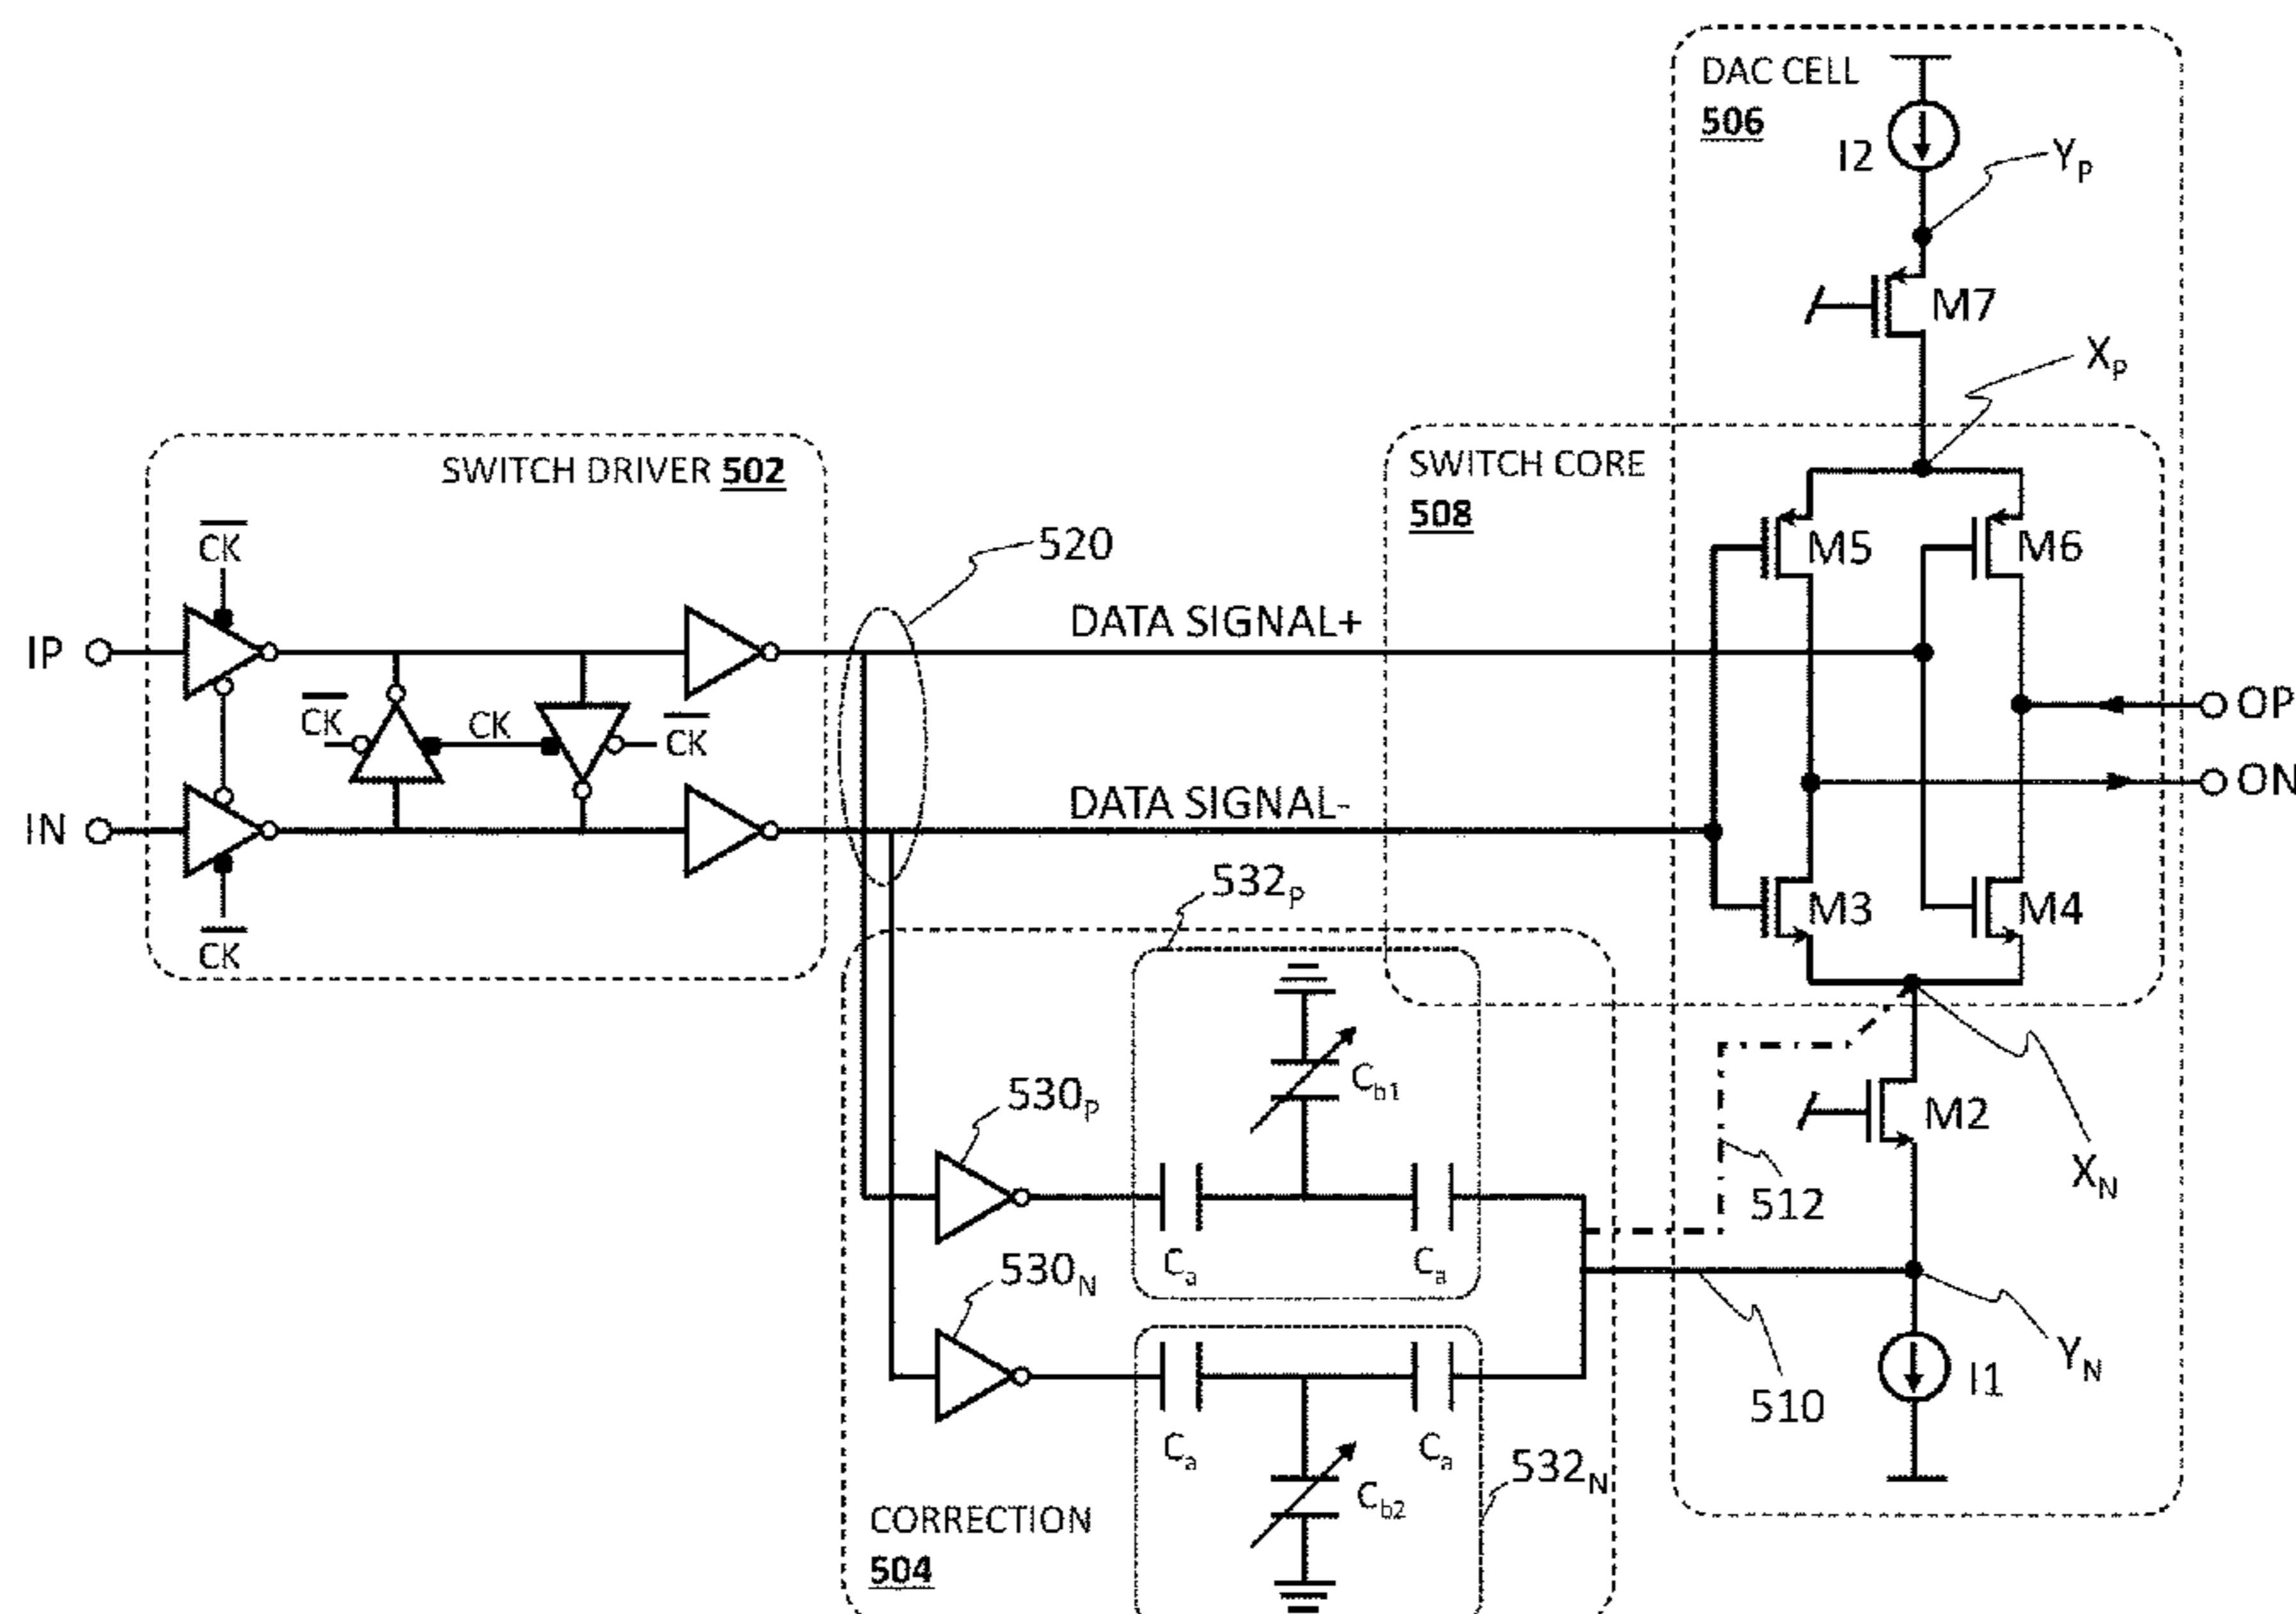 DAC CELL
506
I2
Y_P
M7
X_P
SWITCH DRIVER 502
SWITCH CORE
508
CK
520
M5
M6
IP
DATA SIGNAL+
CK
CK
CK
OP
ON
IN
DATA SIGNAL-
532_P
M3
M4
CK
C_b1
530_P
M2
X_N
512
C_a
C_a
530_N
Y_N
I1
510
C_a
C_a
532_N
C_b2
CORRECTION
504